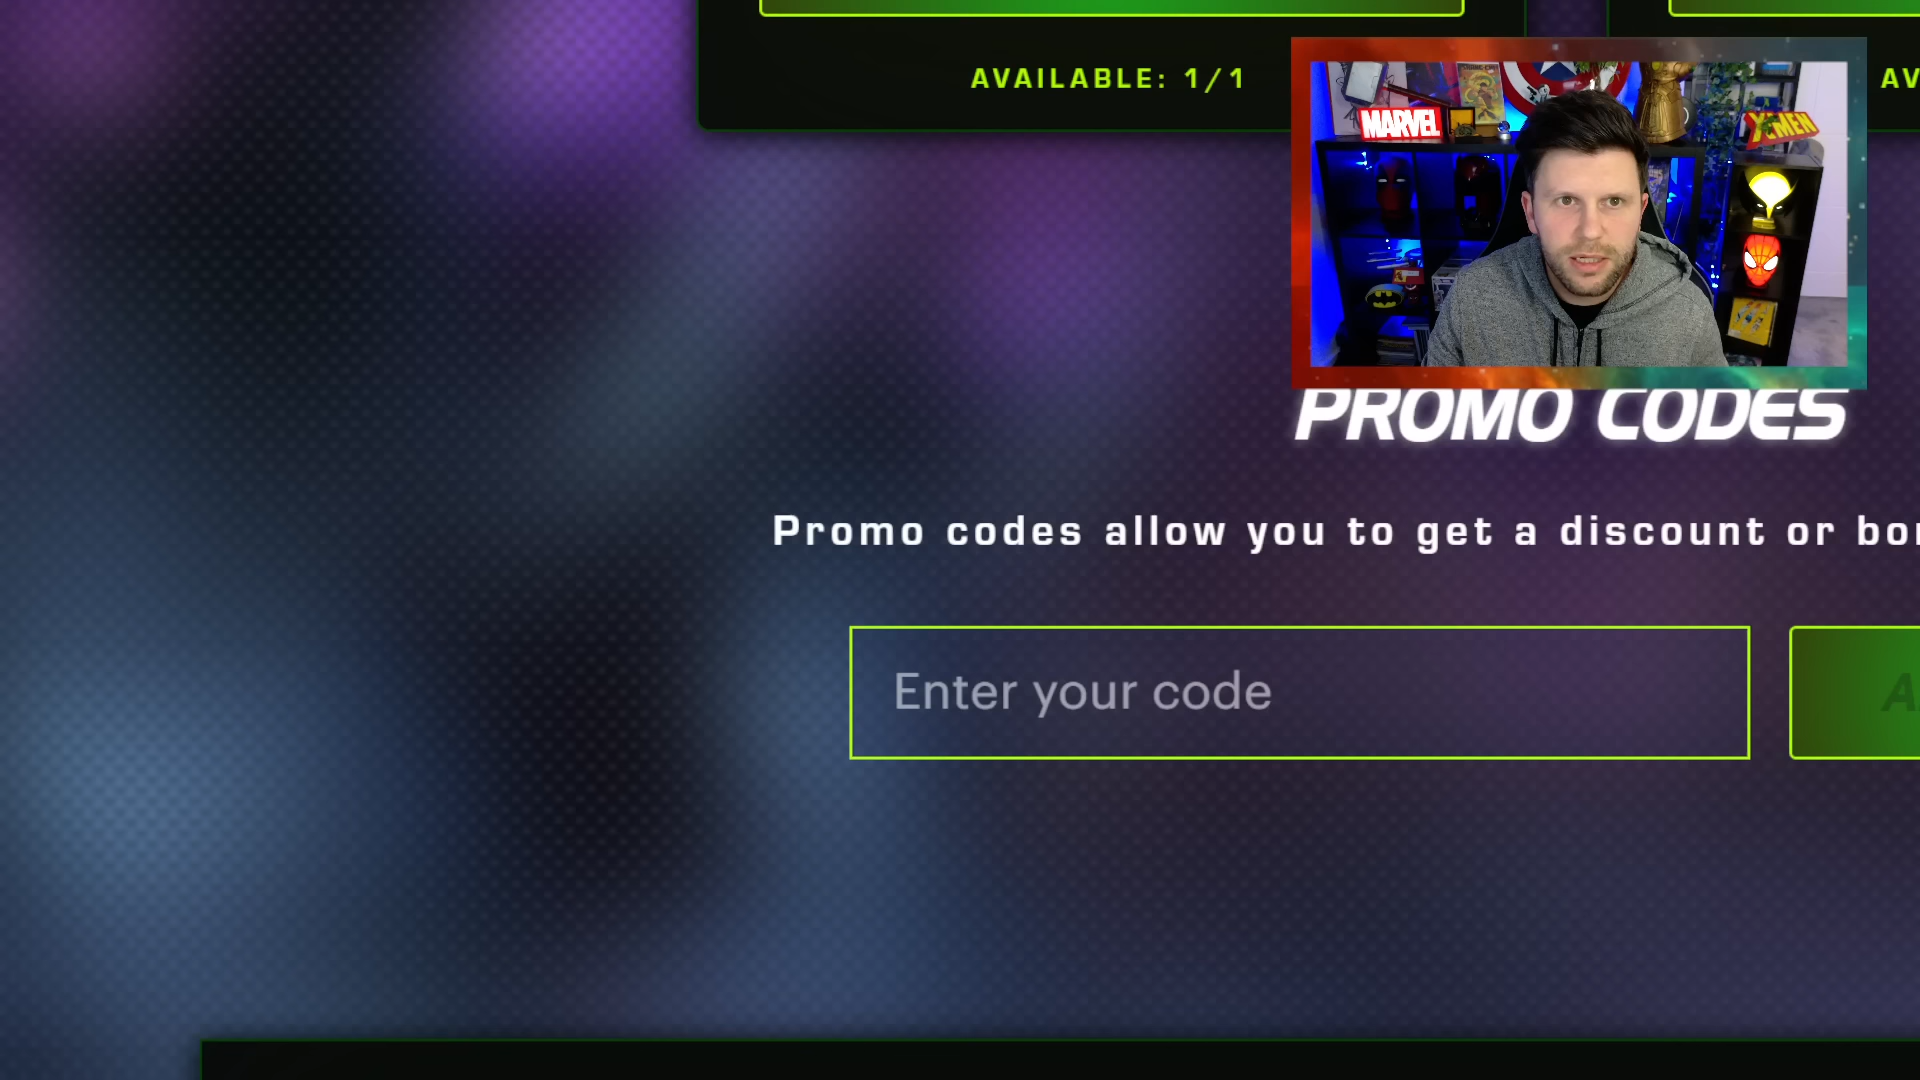 AVAILABLE: 1/1
AV
MARVEL
X-MEN
PROMO CODES
Promo codes allow you to get a discount or bo
Enter your code
A